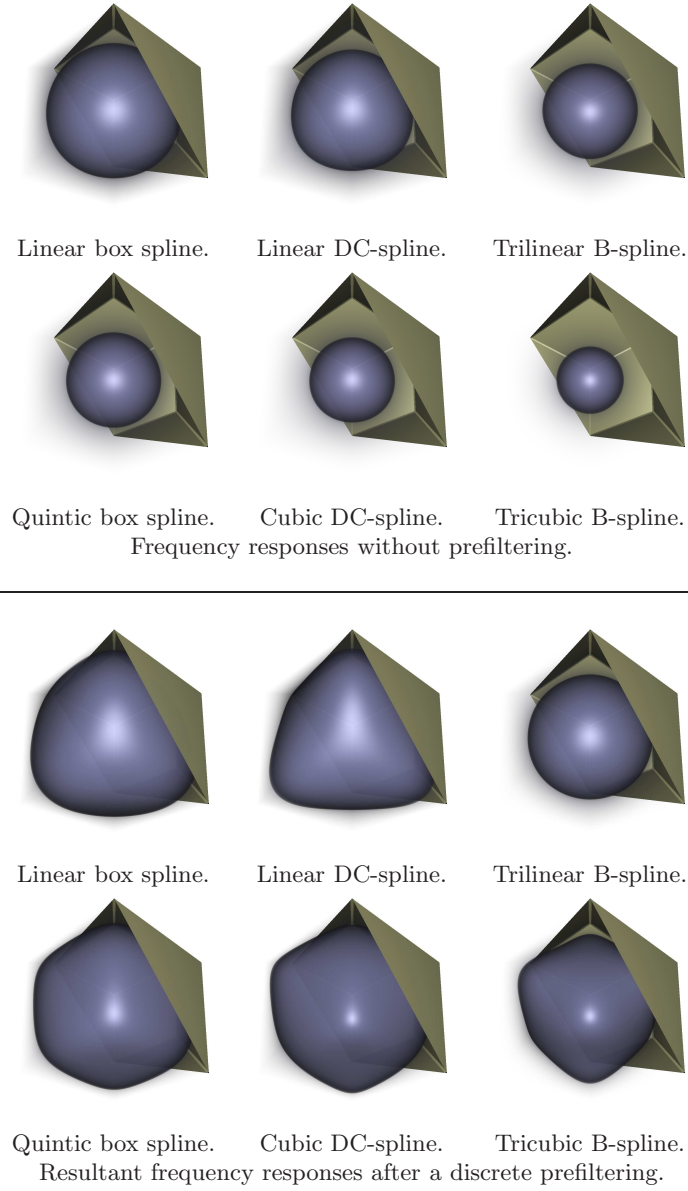 Linear box spline. Linear DC-spline. Trilinear B-spline.
Quintic box spline. Cubic DC-spline. Tricubic B-spline.
Frequency responses without prefiltering.
Linear box spline. Linear DC-spline. Trilinear B-spline.
Quintic box spline. Cubic DC-spline. Tricubic B-spline.
Resultant frequency responses after a discrete prefiltering.